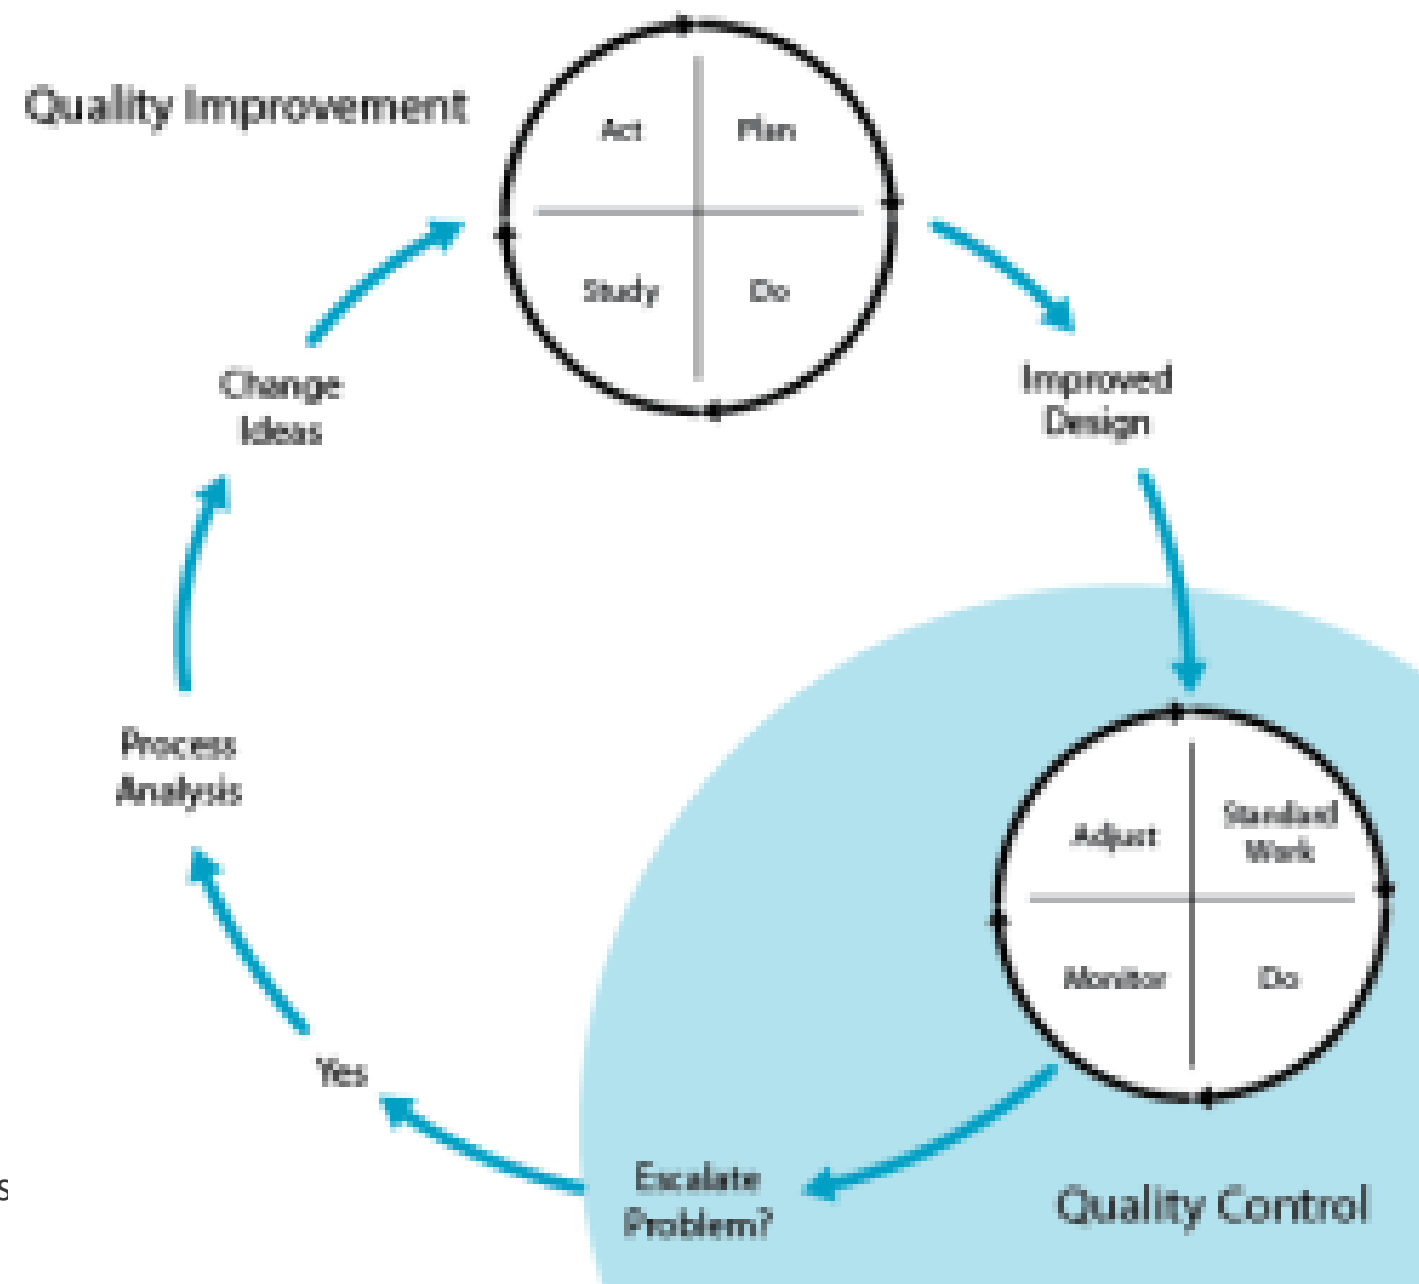 Quality Improvement
Act
Plan
Study
Do
Change
Ideas
Improved
Design
Process
Analysis
Adjust
Standard
Work
Monitor
Do
Yes
Escalate
Problem?
Quality Control
s